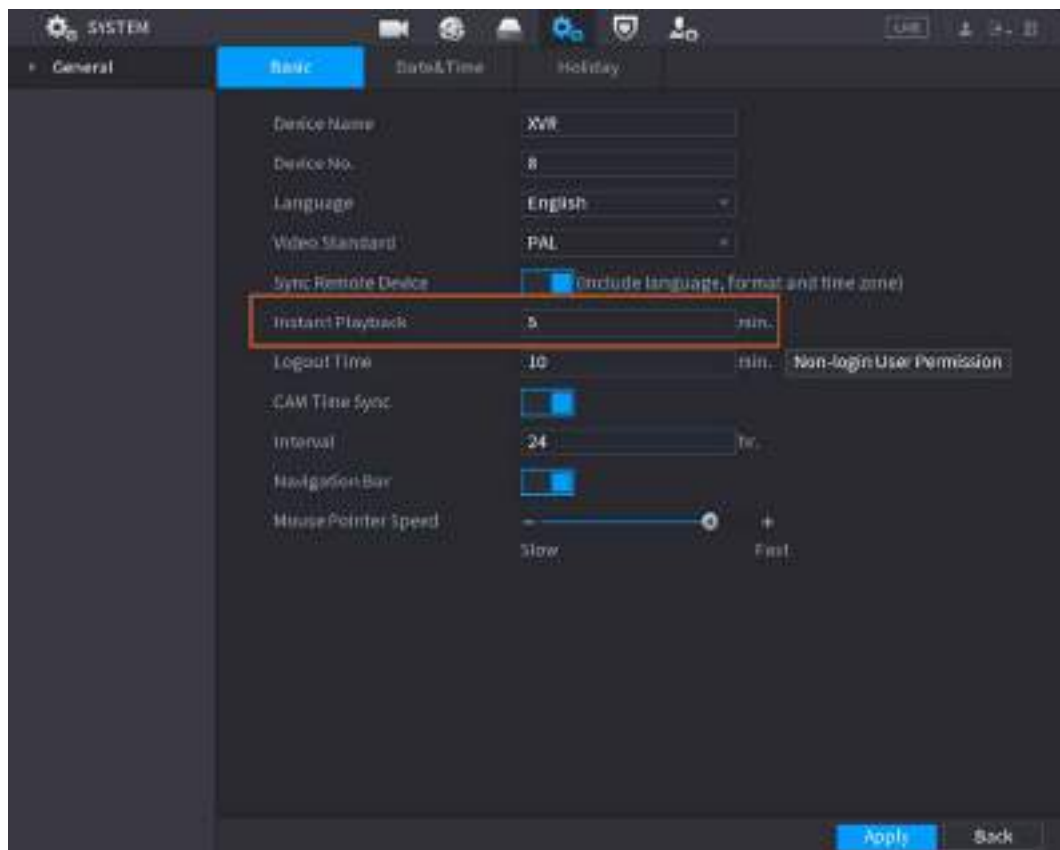 SYSTEM LIVE
General Basic Date&Time Holiday
Device Name XVR
Device No. 8
Language English
Video Standard PAL
Sync Remote Device (Include language, format and time zone)
Instant Playback 5 min.
Logout Time 10 min. Non-login User Permission
CAM Time Sync
Interval 24 hr.
Navigation Bar
Mouse Pointer Speed - +
Slow Fast
Apply Back